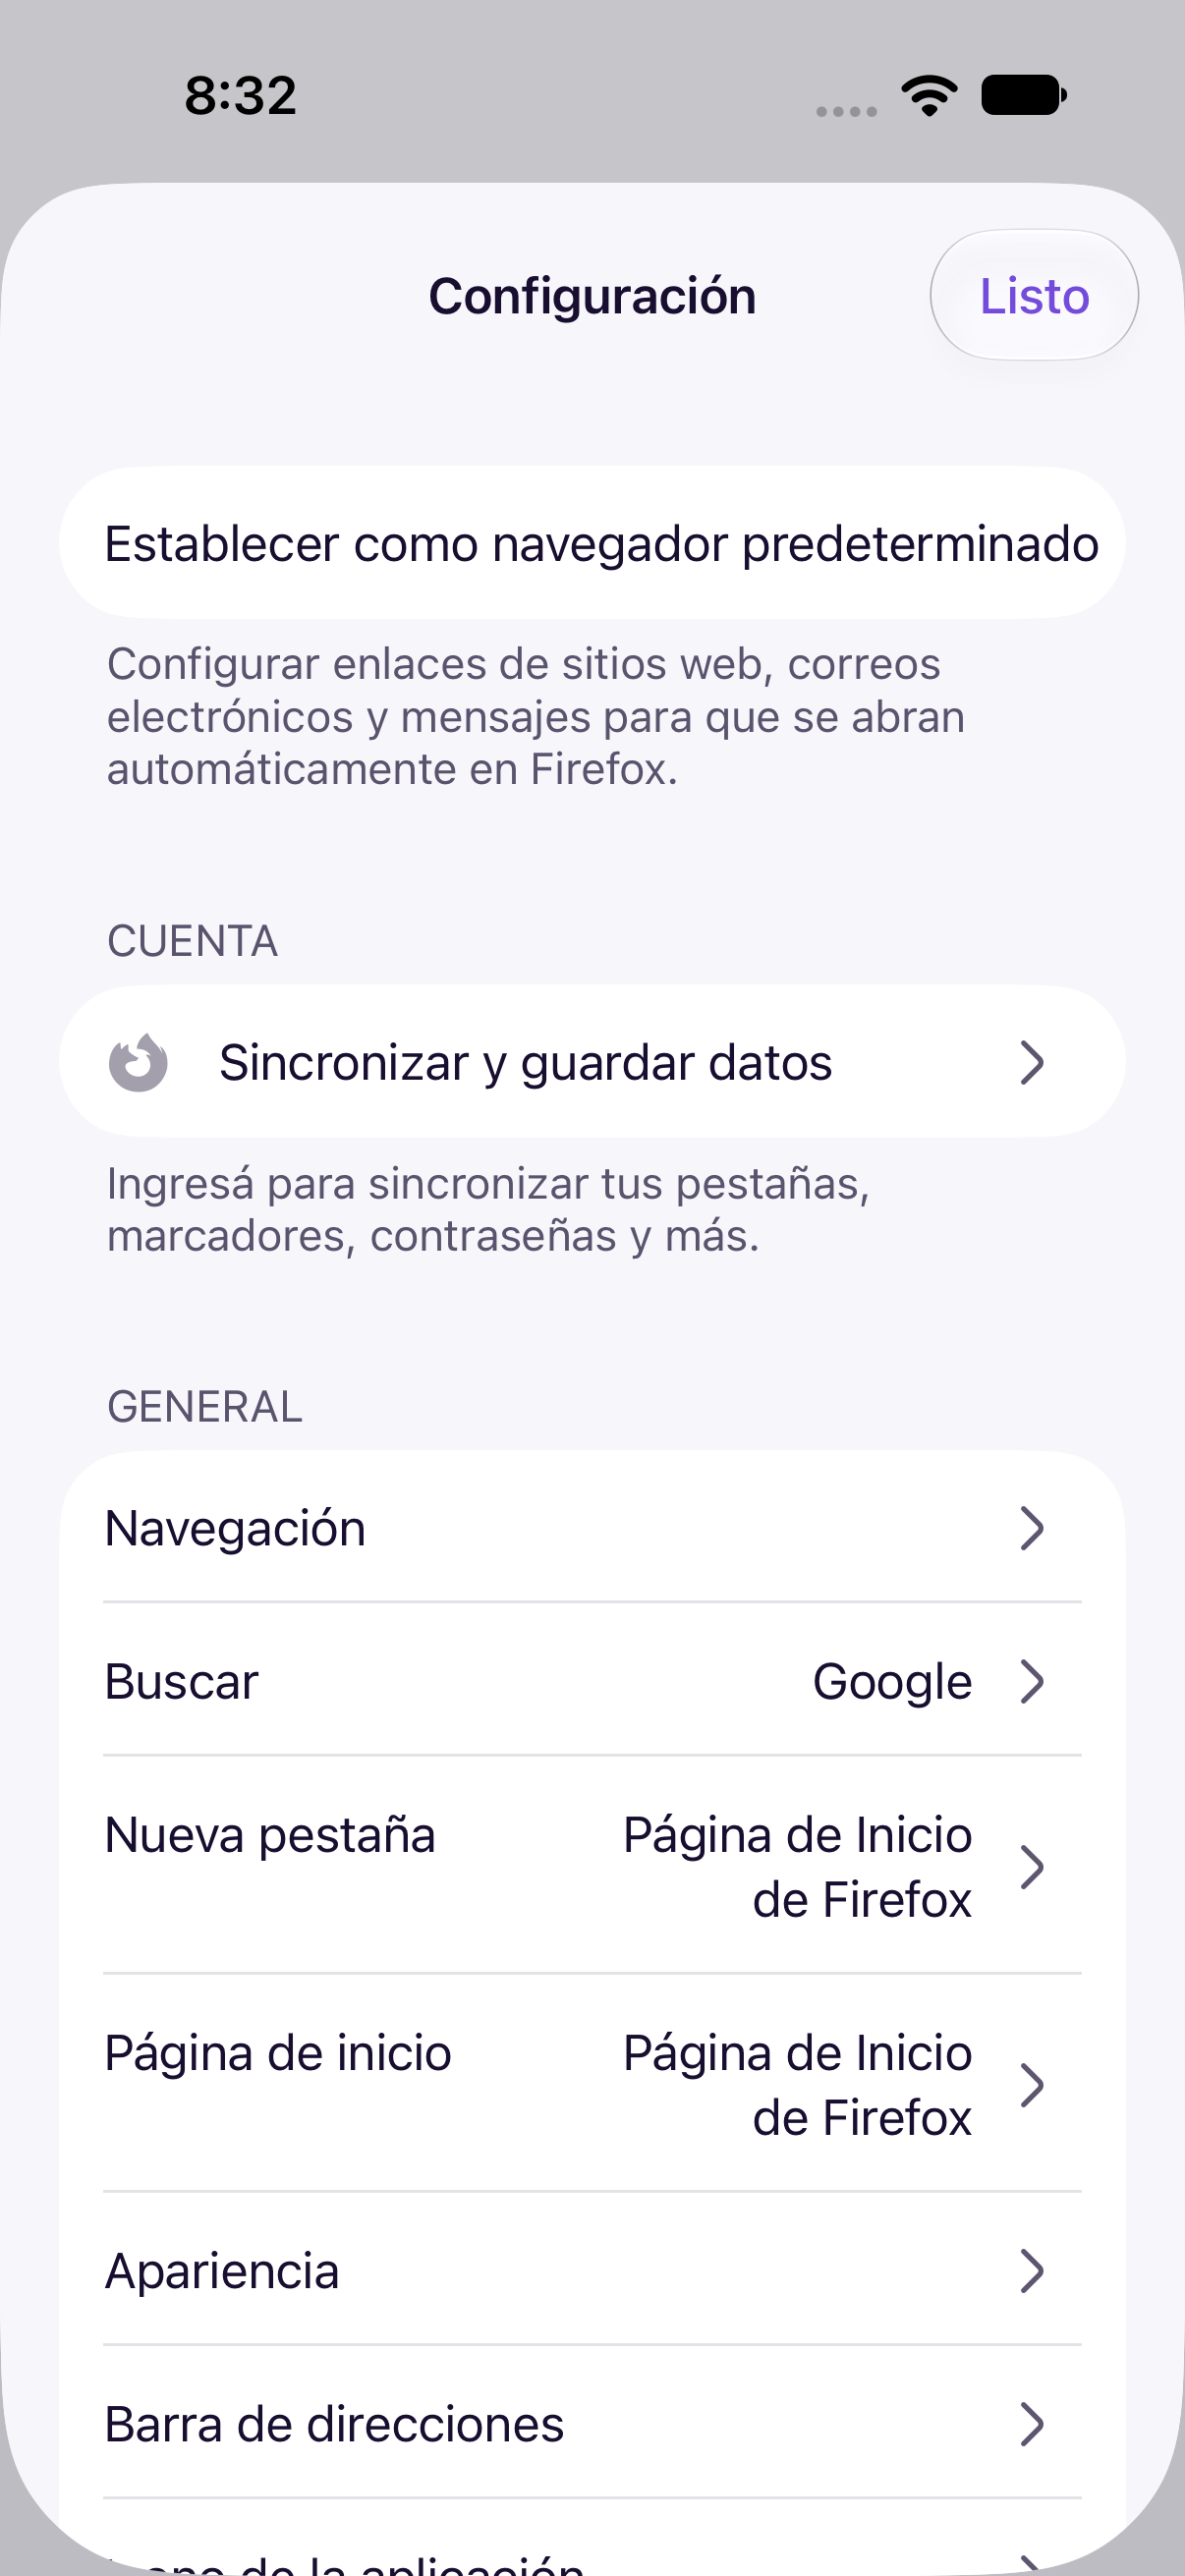 8:32
Configuración
Listo
Establecer como navegador predeterminado
Configurar enlaces de sitios web, correos
electrónicos y mensajes para que se abran
automáticamente en Firefox.
CUENTA
Sincronizar y guardar datos
Ingresá para sincronizar tus pestañas,
marcadores, contraseñas y más.
GENERAL
Navegación
Buscar
Google
Nueva pestaña
Página de Inicio
de Firefox
Página de inicio
Página de Inicio
de Firefox
Apariencia
Barra de direcciones
de la aplicación